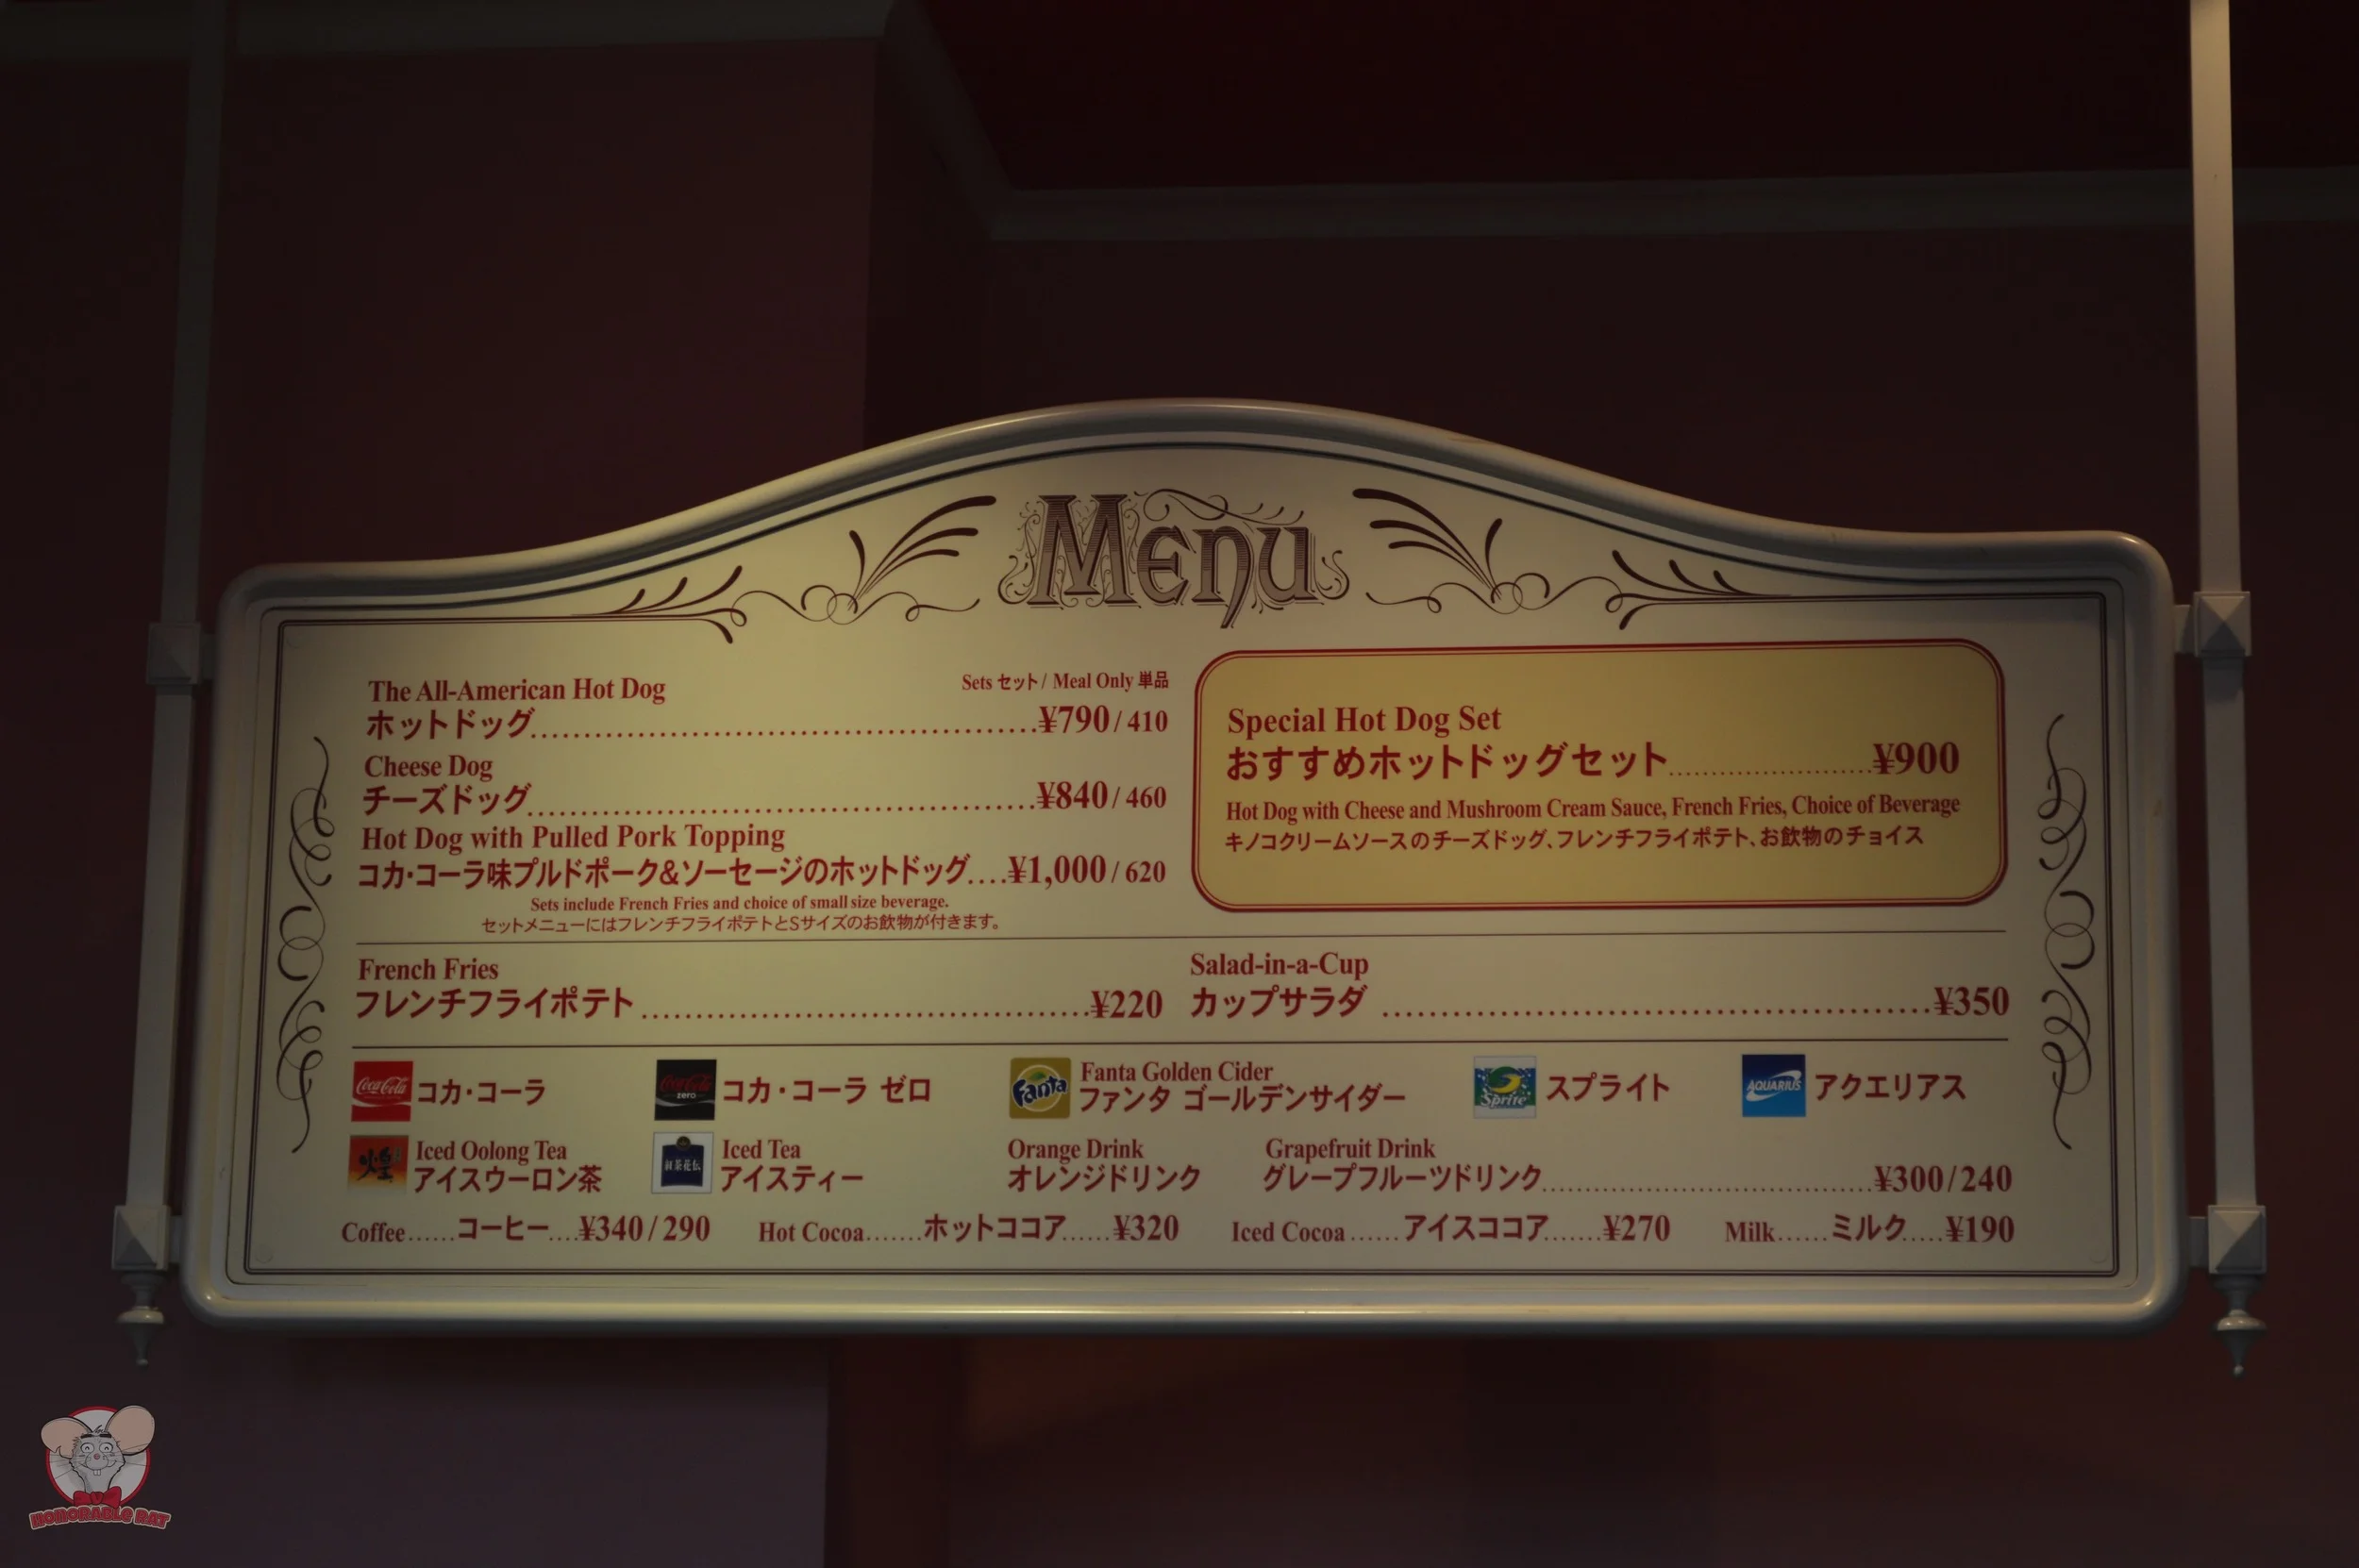 Menu
The All-American Hot Dog
Sets セット / Meal Only 単品
ホットドッグ....................¥790 / 410
Cheese Dog
チーズドッグ....................¥840 / 460
Hot Dog with Pulled Pork Topping
コカ・コーラ味プルドポーク&ソーセージのホットドッグ....¥1,000 / 620
Sets include French Fries and choice of small size beverage.
セットメニューにはフレンチフライポテトとSサイズのお飲物が付きます。
Special Hot Dog Set
おすすめホットドッグセット....................¥900
Hot Dog with Cheese and Mushroom Cream Sauce, French Fries, Choice of Beverage
キノコクリームソースのチーズドッグ、フレンチフライポテト、お飲物のチョイス
French Fries
フレンチフライポテト....................¥220
Salad-in-a-Cup
カップサラダ....................¥350
Coca-Cola コカ・コーラ
Coca-Cola zero コカ・コーラ ゼロ
Fanta
Fanta Golden Cider
ファンタ ゴールデンサイダー
Sprite スプライト
AQUARIUS アクエリアス
煌
Iced Oolong Tea
アイスウーロン茶
紅茶花伝
Iced Tea
アイスティー
Orange Drink
オレンジドリンク
Grapefruit Drink
グレープフルーツドリンク....................¥300/240
Coffee......コーヒー....¥340 / 290
Hot Cocoa.......ホットココア......¥320
Iced Cocoa......アイスココア.......¥270
Milk......ミルク.....¥190
HONORABLE RAT